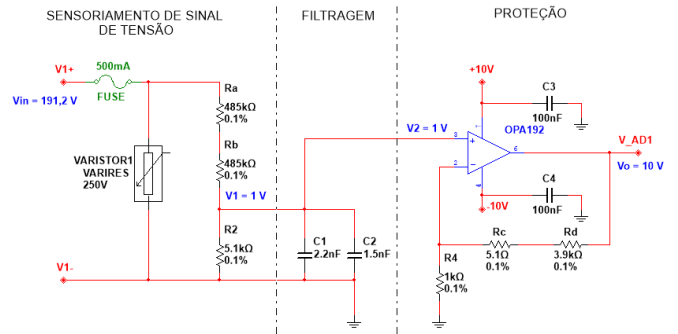 SENSORIAMENTO DE SINAL
DE TENSÃO
FILTRAGEM
PROTEÇÃO
V1+
500mA
FUSE
Vin = 191,2 V
VARISTOR1
VARIRES
250V
Ra
485kΩ
0.1%
Rb
485kΩ
0.1%
V1 = 1 V
R2
5.1kΩ
0.1%
V1-
C1
2.2nF
C2
1.5nF
+10V
C3
100nF
V2 = 1 V
OPA192
3
+
2
−
7
4
6
V_AD1
Vo = 10 V
C4
100nF
-10V
Rc
5.1Ω
0.1%
Rd
3.9kΩ
0.1%
R4
1kΩ
0.1%